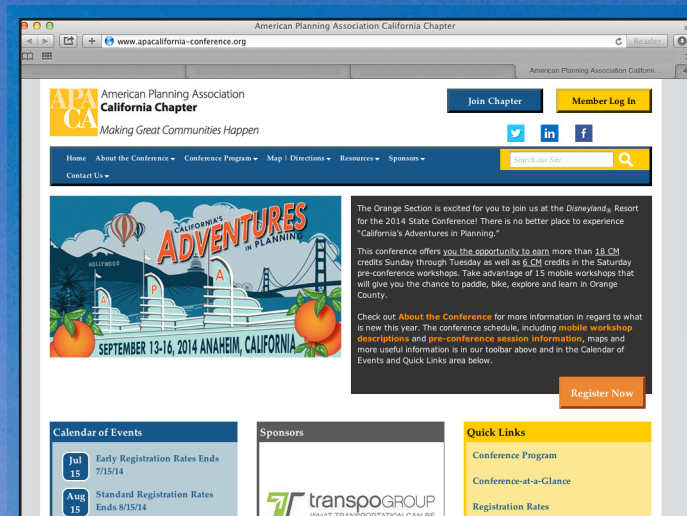 American Planning Association California Chapter
www.apacalifornia-conference.org
Reader
American Planning Association Californi...
APA
CA
American Planning Association
California Chapter
Making Great Communities Happen
Join Chapter
Member Log In
Home About the Conference Conference Program Map | Directions Resources Sponsors
Contact Us
Search our Site
CALIFORNIA'S
ADVENTURES
IN PLANNING
HOLLYWOOD
A P A
SEPTEMBER 13-16, 2014 ANAHEIM, CALIFORNIA
The Orange Section is excited for you to join us at the Disneyland® Resort
for the 2014 State Conference! There is no better place to experience
"California's Adventures in Planning."
This conference offers you the opportunity to earn more than 18 CM
credits Sunday through Tuesday as well as 6 CM credits in the Saturday
pre-conference workshops. Take advantage of 15 mobile workshops that
will give you the chance to paddle, bike, explore and learn in Orange
County.
Check out About the Conference for more information in regard to what
is new this year. The conference schedule, including mobile workshop
descriptions and pre-conference session information, maps and
more useful information is in our toolbar above and in the Calendar of
Events and Quick Links area below.
Register Now
Calendar of Events
Jul
15
Early Registration Rates Ends
7/15/14
Aug
15
Standard Registration Rates
Ends 8/15/14
Sponsors
transpoGROUP
WHAT TRANSPORTATION CAN BE
Quick Links
Conference Program
Conference-at-a-Glance
Registration Rates